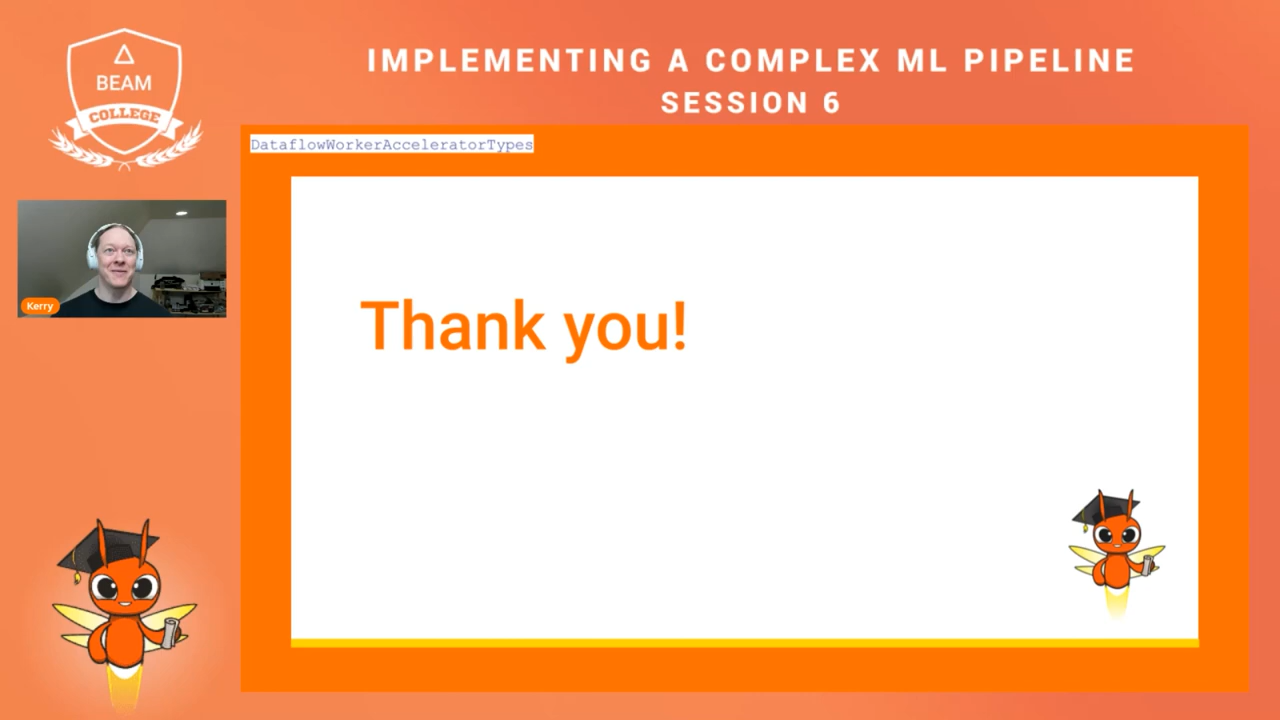 BEAM
COLLEGE
IMPLEMENTING A COMPLEX ML PIPELINE
SESSION 6
DataflowWorkerAcceleratorTypes
Kerry
Thank you!